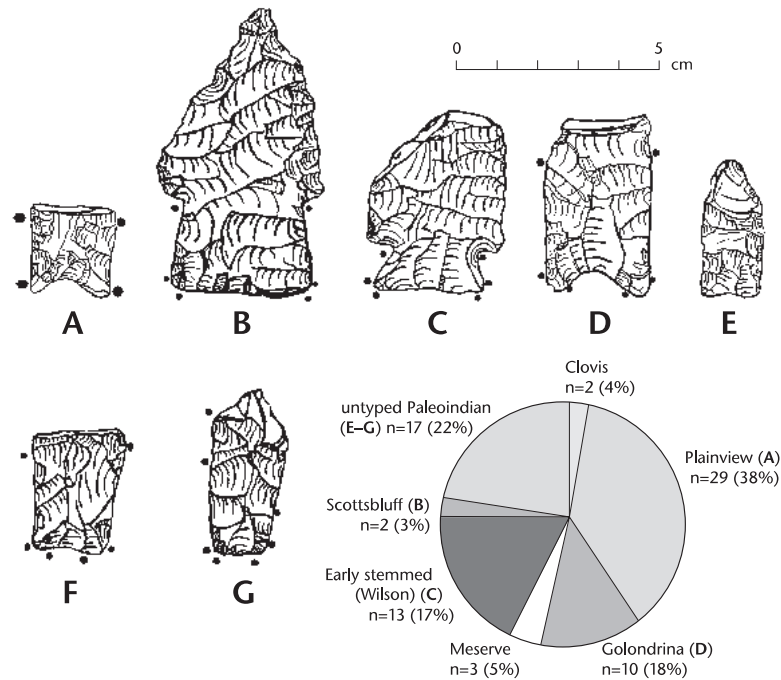 0 5
cm
A B C D E
F G
Clovis
n=2 (4%)
untyped Paleoindian
(E–G) n=17 (22%)
Plainview (A)
n=29 (38%)
Scottsbluff (B)
n=2 (3%)
Early stemmed
(Wilson) (C)
n=13 (17%)
Meserve
n=3 (5%)
Golondrina (D)
n=10 (18%)